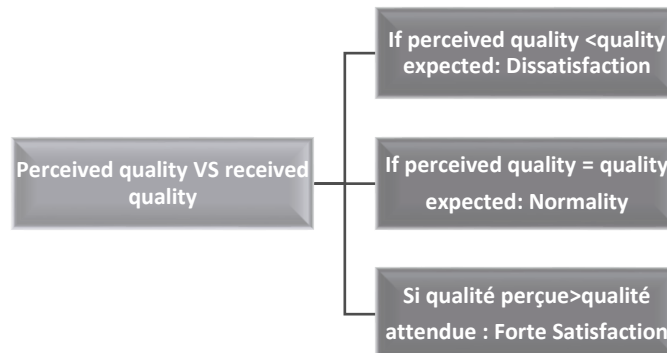 If perceived quality <quality
expected: Dissatisfaction
Perceived quality VS received
quality
If perceived quality = quality
expected: Normality
Si qualité perçue>qualité
attendue : Forte Satisfaction